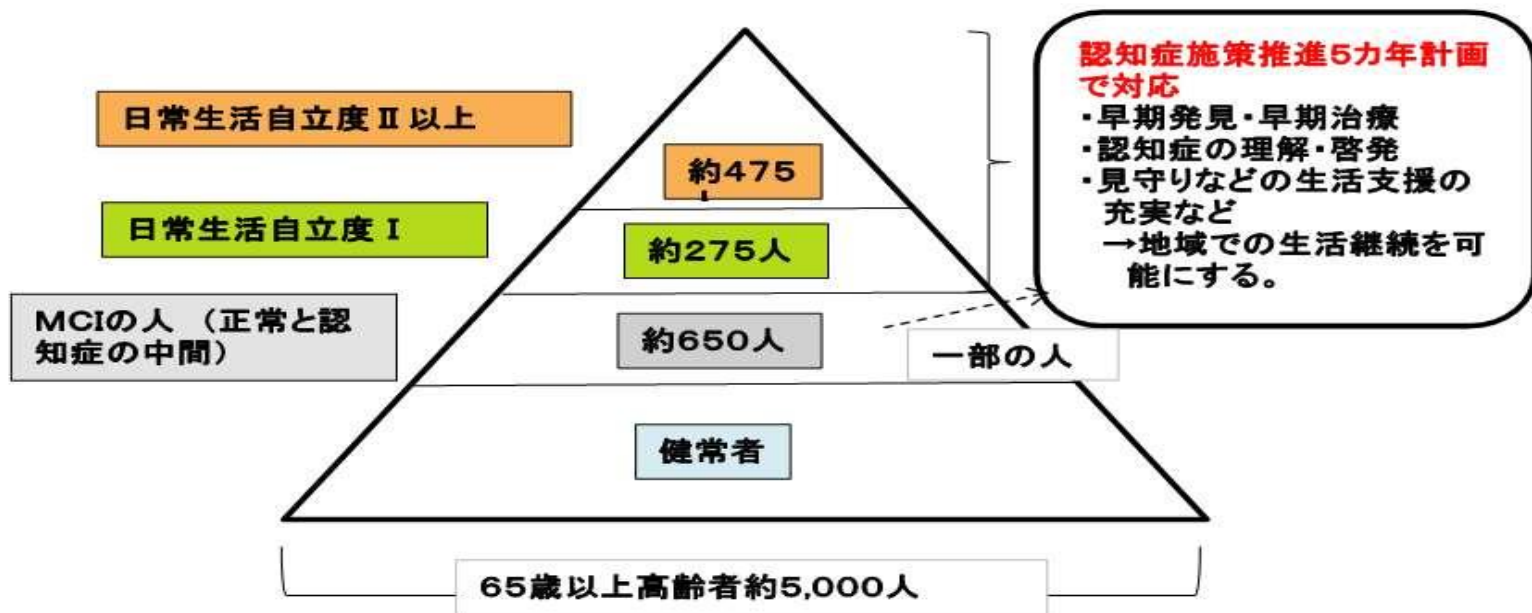 認知症施策推進5カ年計画
で対応
・早期発見・早期治療
・認知症の理解・啓発
・見守りなどの生活支援の
充実など
→地域での生活継続を可
能にする。
日常生活自立度Ⅱ以上
約475
日常生活自立度Ⅰ
約275人
MCIの人 (正常と認
知症の中間)
約650人
一部の人
健常者
65歳以上高齢者約5,000人